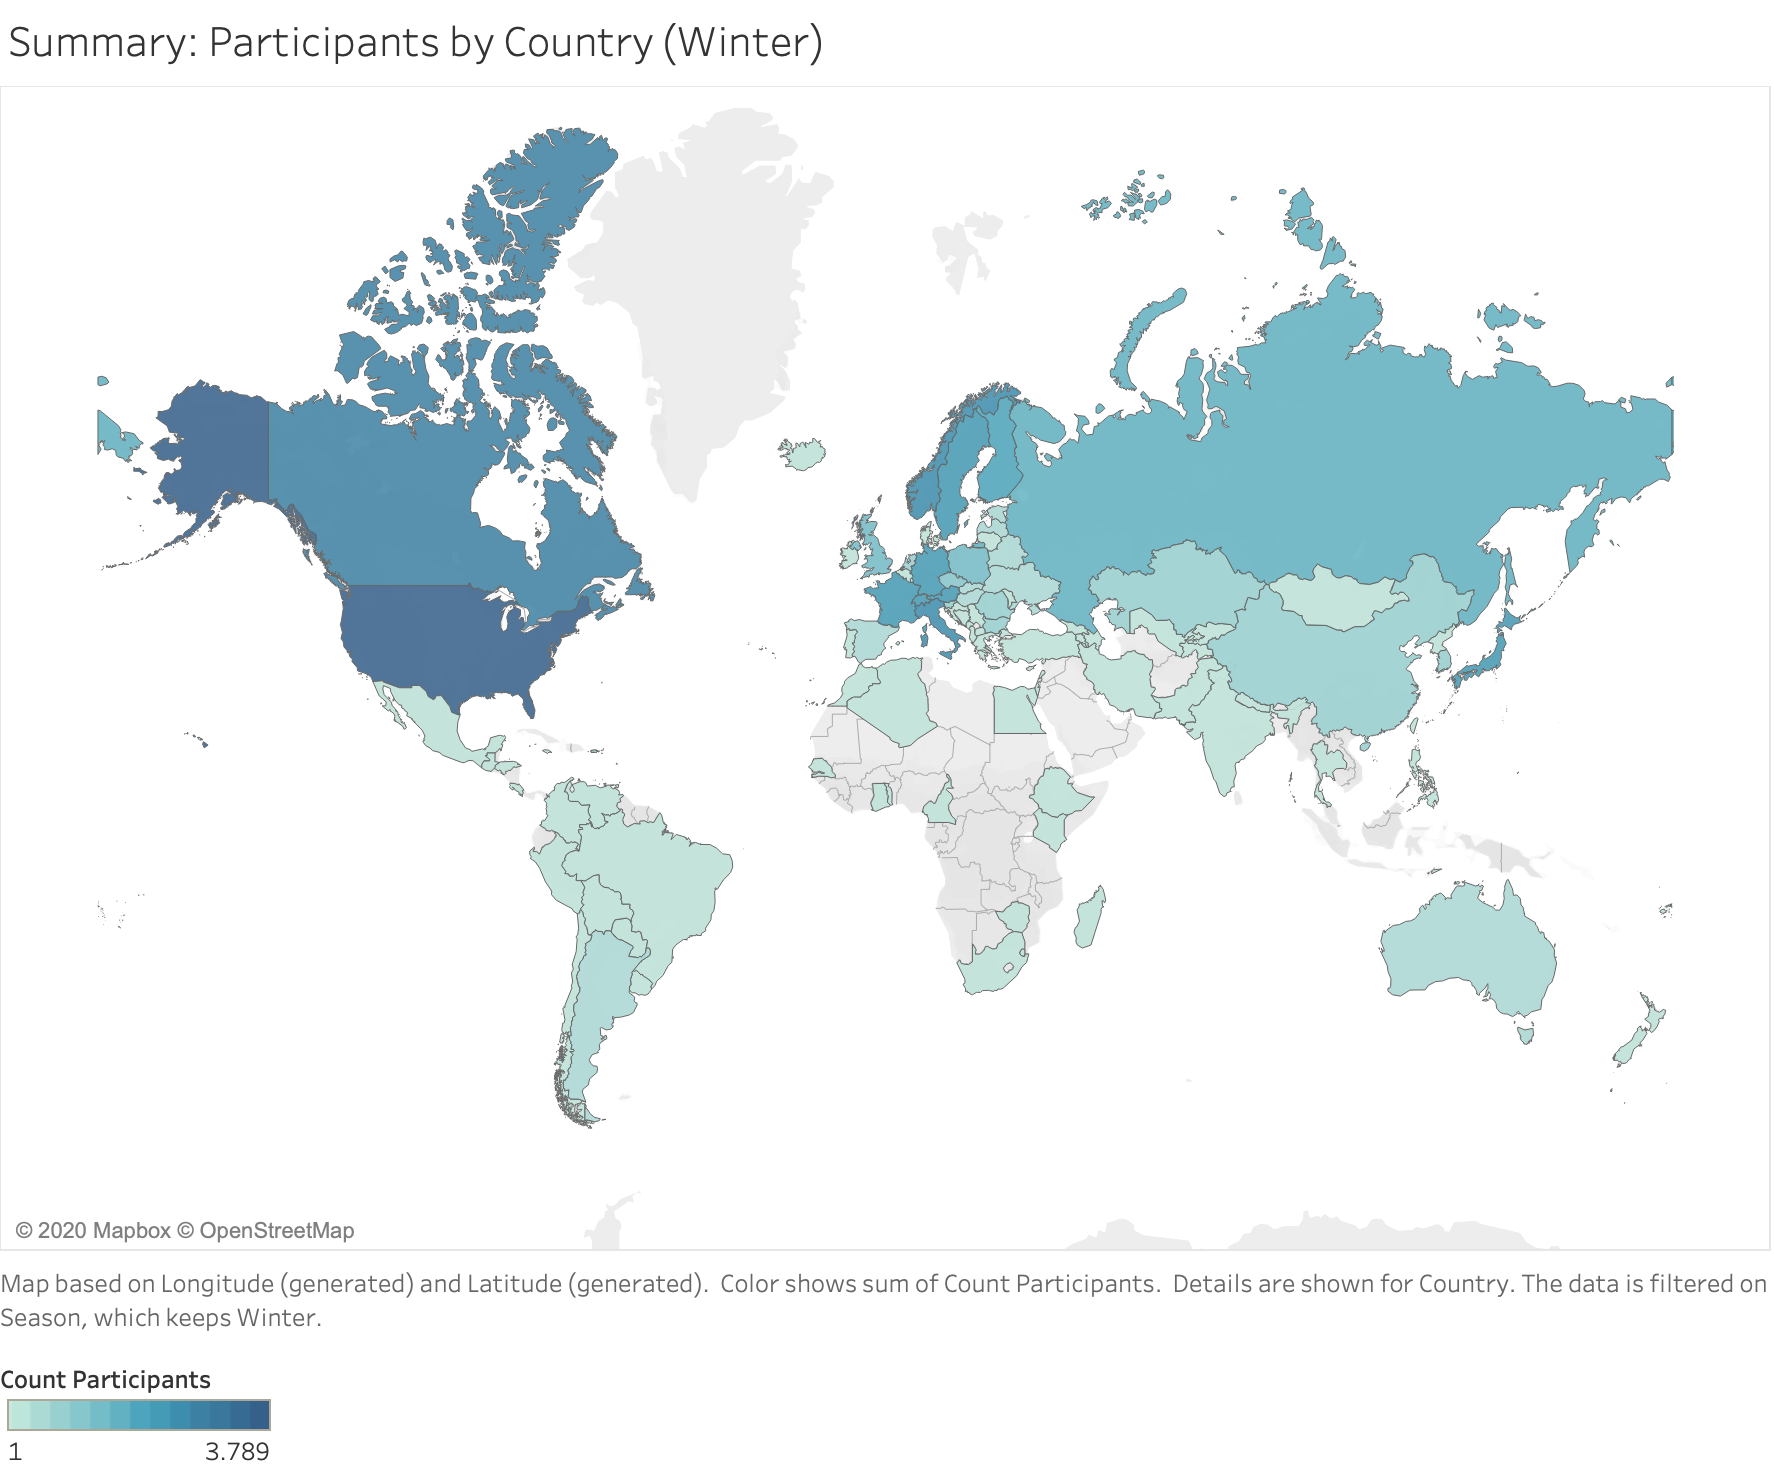 Summary: Participants by Country (Winter)
© 2020 Mapbox © OpenStreetMap
Map based on Longitude (generated) and Latitude (generated).  Color shows sum of Count Participants.  Details are shown for Country. The data is filtered on
Season, which keeps Winter.
Count Participants
1 3.789